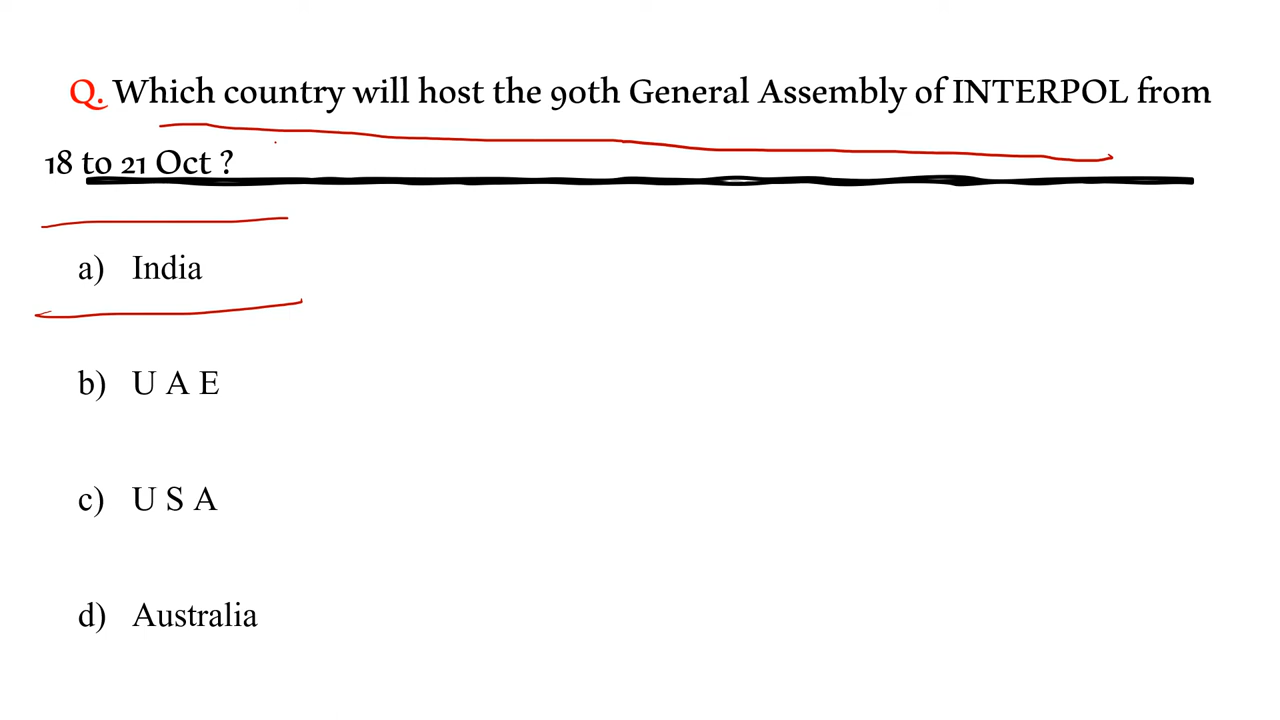 Q. Which country will host the 90th General Assembly of INTERPOL from
18 to 21 Oct ?
a) India
b) U A E
c) U S A
d) Australia